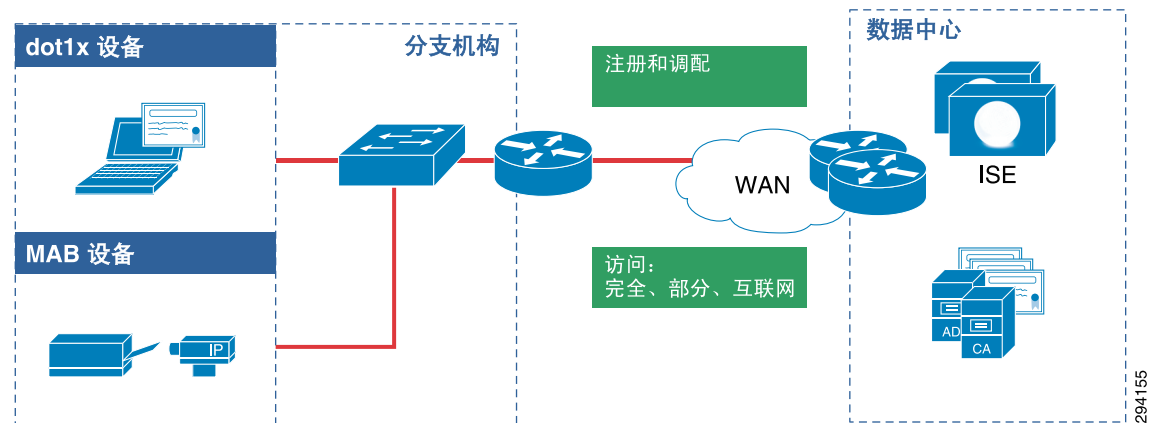 dot1x 设备
分支机构
注册和调配
数据中心
ISE
WAN
MAB 设备
访问：
完全、部分、互联网
IP
AD
CA
294155